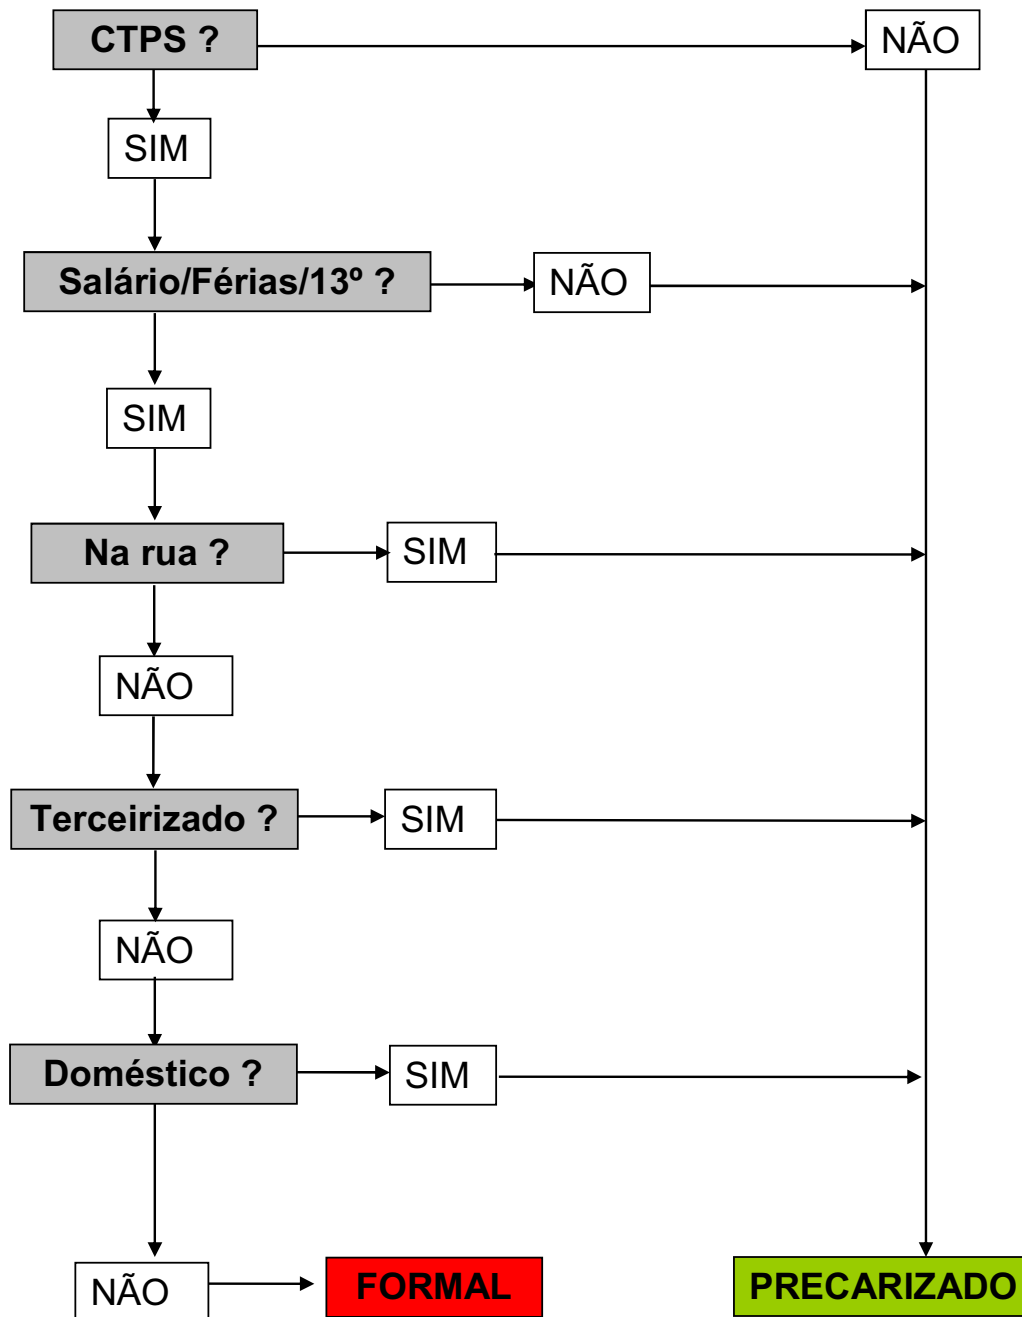 CTPS ?
NÃO
SIM
Salário/Férias/13º ?
NÃO
SIM
Na rua ?
SIM
NÃO
Terceirizado ?
SIM
NÃO
Doméstico ?
SIM
NÃO
FORMAL
PRECARIZADO